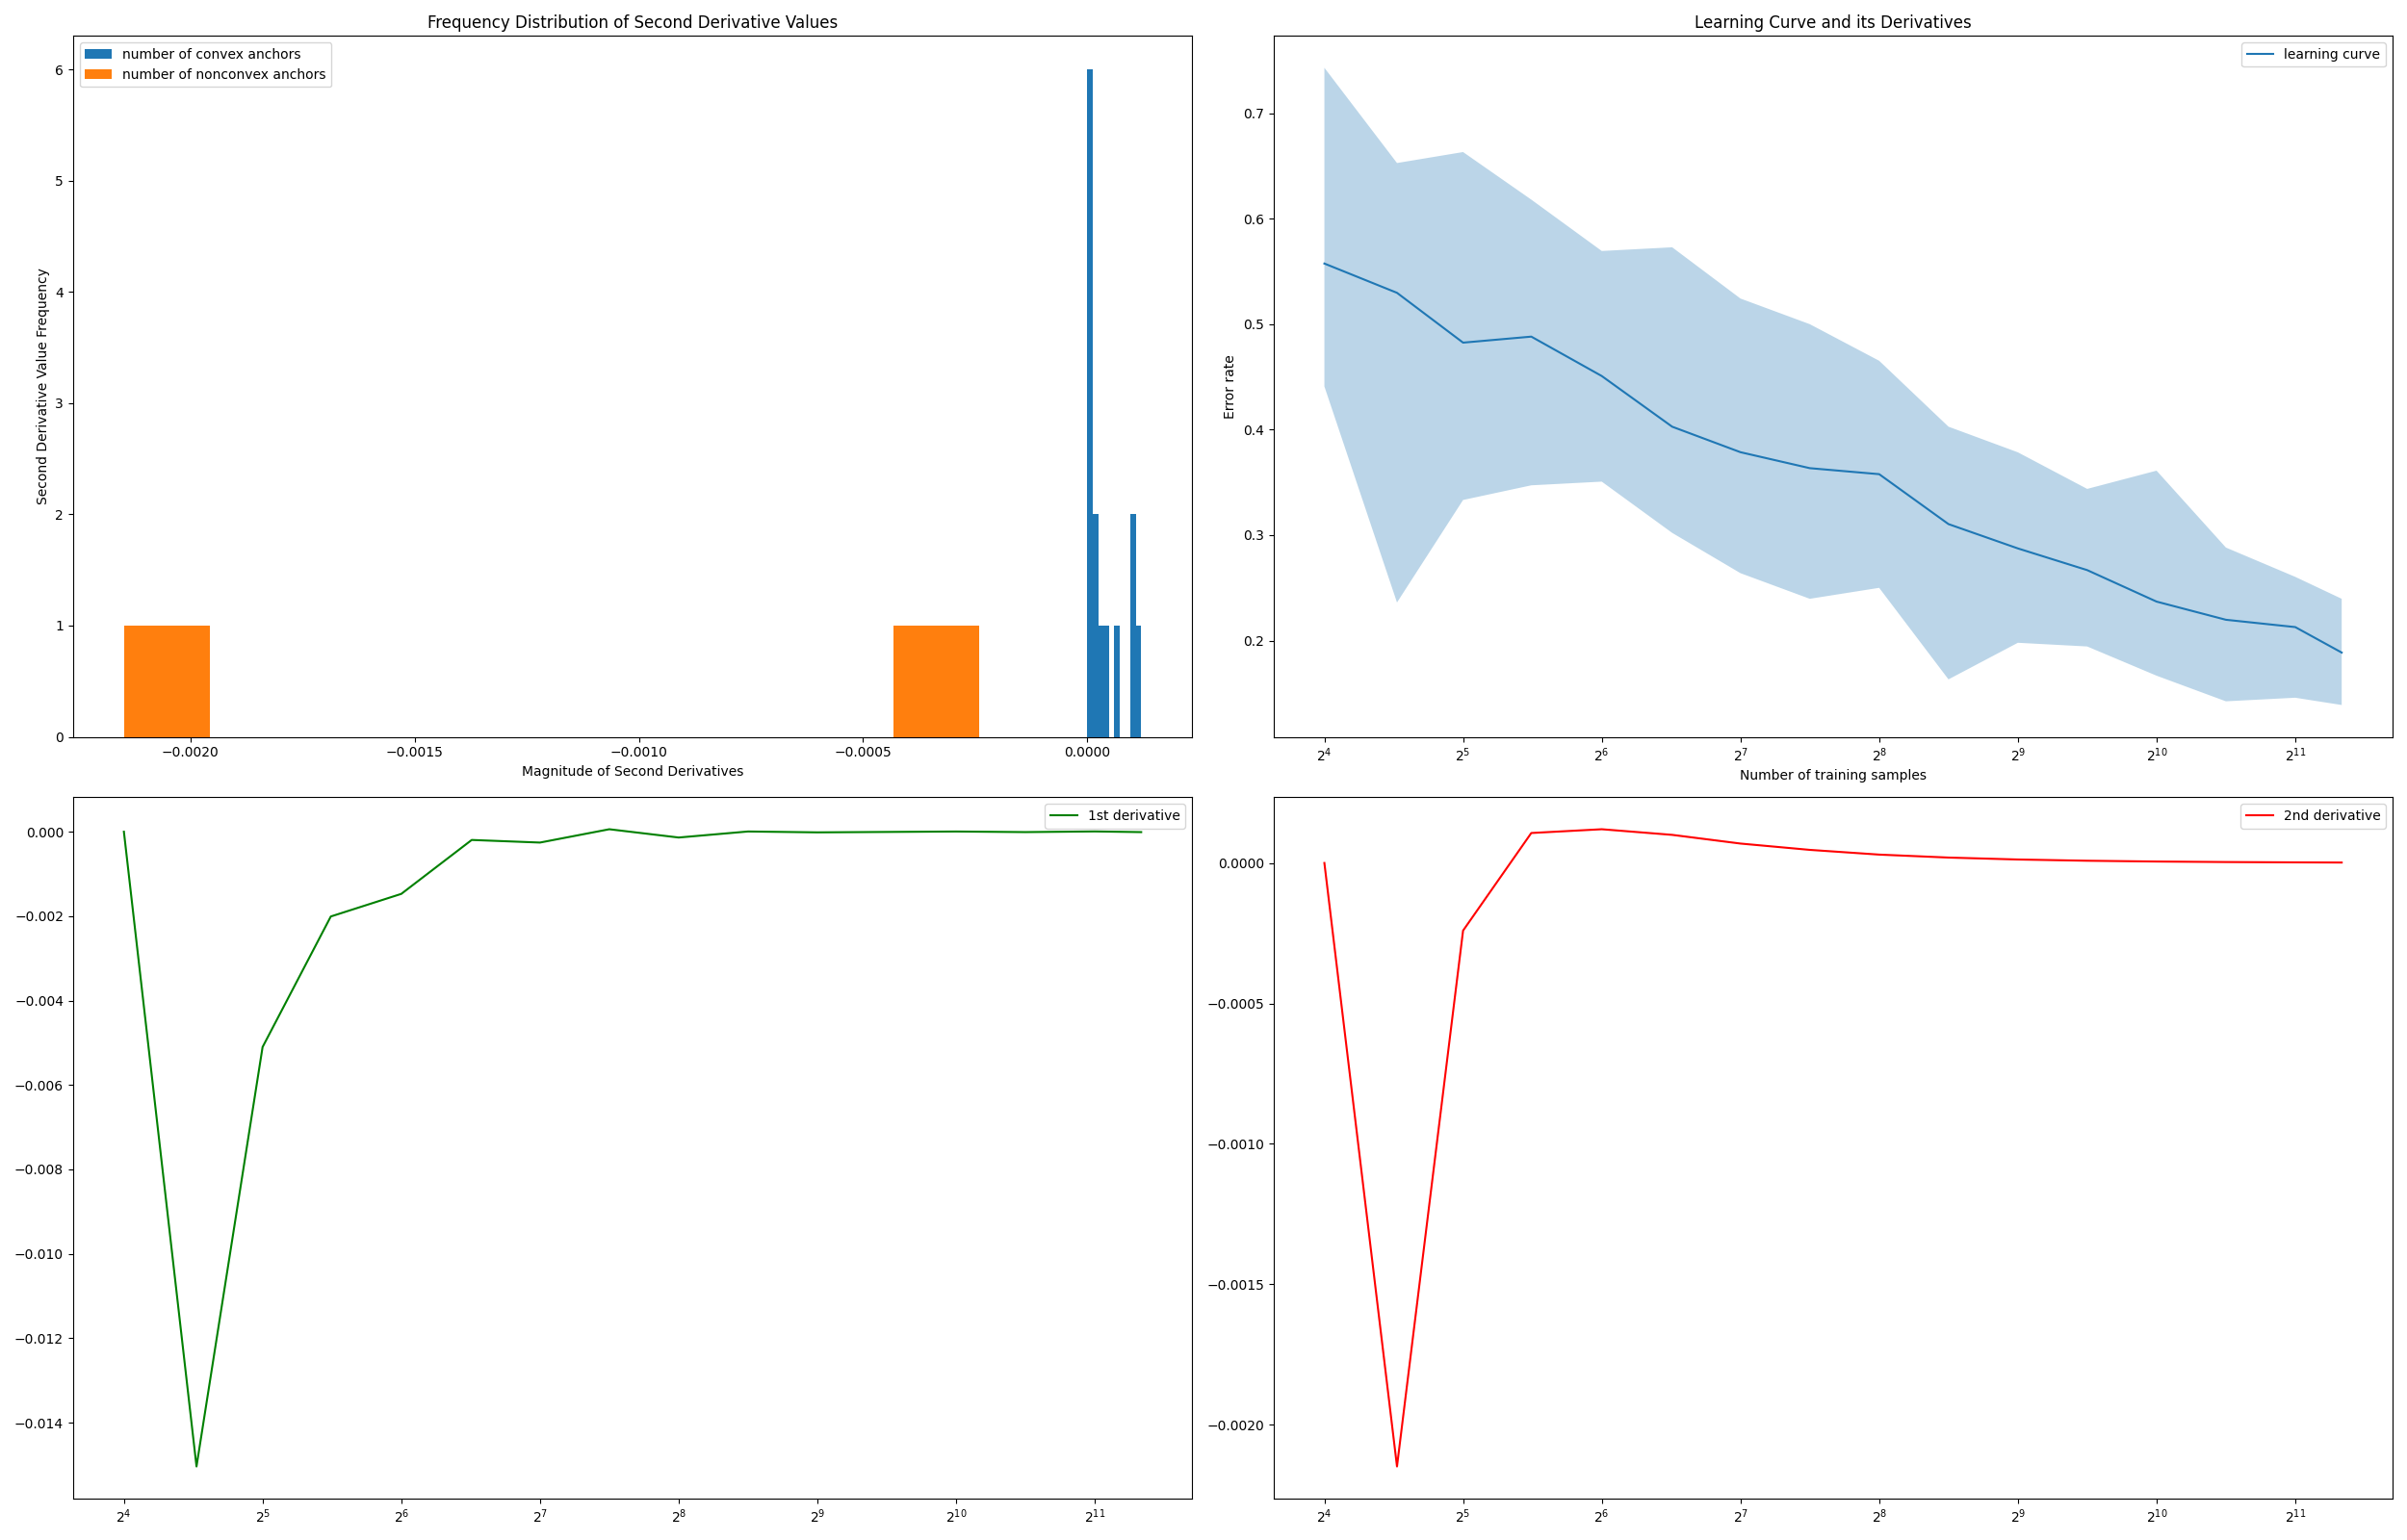 Frequency Distribution of Second Derivative Values
number of convex anchors
number of nonconvex anchors
6
5
4
3
2
1
0
Second Derivative Value Frequency
−0.0020 −0.0015 −0.0010 −0.0005 0.0000
Magnitude of Second Derivatives
Learning Curve and its Derivatives
learning curve
0.7
0.6
0.5
0.4
0.3
0.2
Error rate
2⁴ 2⁵ 2⁶ 2⁷ 2⁸ 2⁹ 2¹⁰ 2¹¹
Number of training samples
1st derivative
0.000
−0.002
−0.004
−0.006
−0.008
−0.010
−0.012
−0.014
2⁴ 2⁵ 2⁶ 2⁷ 2⁸ 2⁹ 2¹⁰ 2¹¹
2nd derivative
0.0000
−0.0005
−0.0010
−0.0015
−0.0020
2⁴ 2⁵ 2⁶ 2⁷ 2⁸ 2⁹ 2¹⁰ 2¹¹